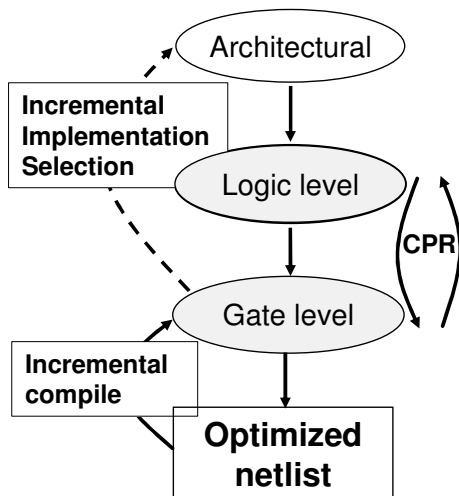 Architectural
Incremental
Implementation
Selection
Logic level
CPR
Gate level
Incremental
compile
Optimized
netlist